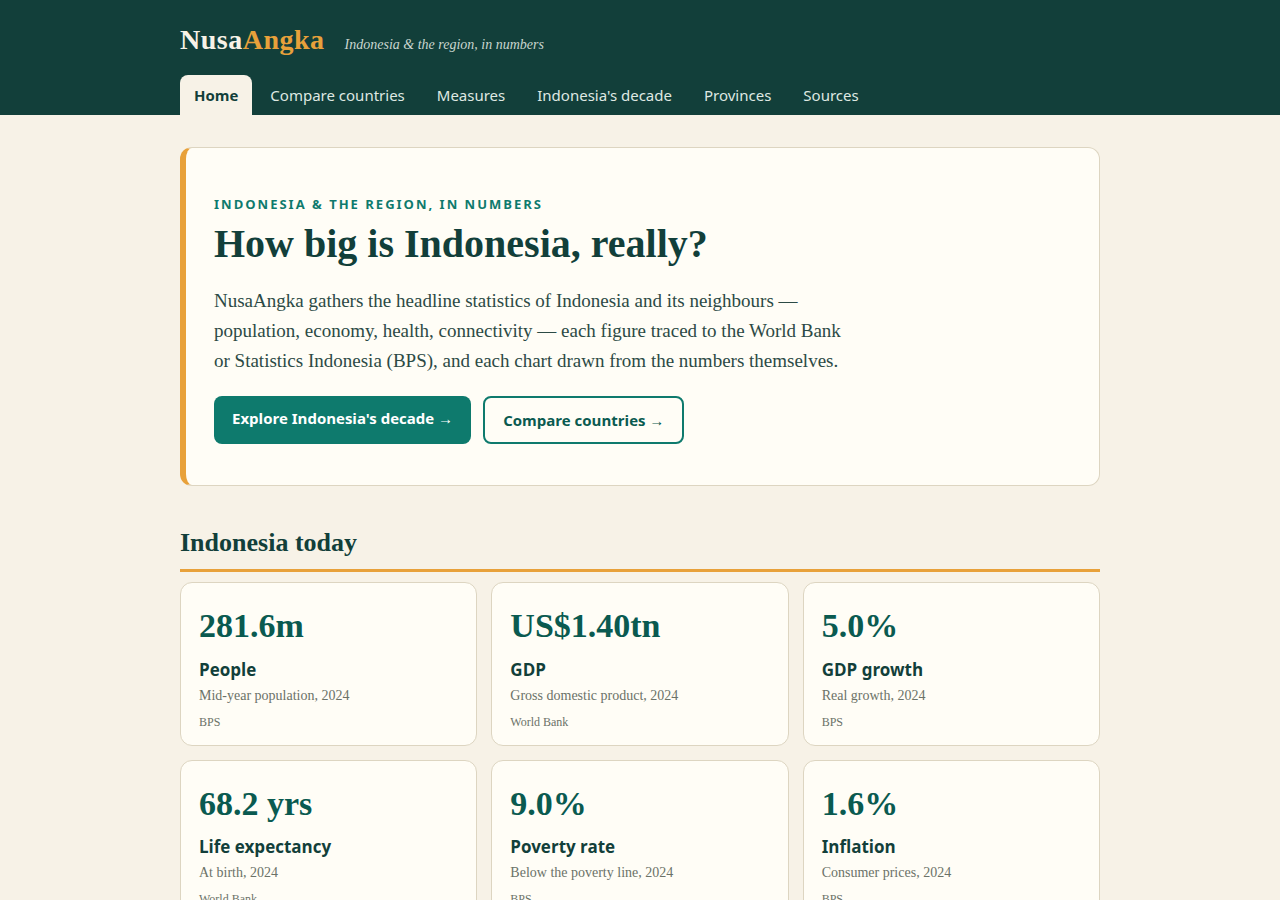 NusaAngka Indonesia & the region, in numbers
Home Compare countries Measures Indonesia's decade Provinces Sources
INDONESIA & THE REGION, IN NUMBERS
How big is Indonesia, really?
NusaAngka gathers the headline statistics of Indonesia and its neighbours —
population, economy, health, connectivity — each figure traced to the World Bank
or Statistics Indonesia (BPS), and each chart drawn from the numbers themselves.
Explore Indonesia's decade → Compare countries →
Indonesia today
281.6m
People
Mid-year population, 2024
BPS
US$1.40tn
GDP
Gross domestic product, 2024
World Bank
5.0%
GDP growth
Real growth, 2024
BPS
68.2 yrs
Life expectancy
At birth, 2024
World Bank
9.0%
Poverty rate
Below the poverty line, 2024
BPS
1.6%
Inflation
Consumer prices, 2024
BPS